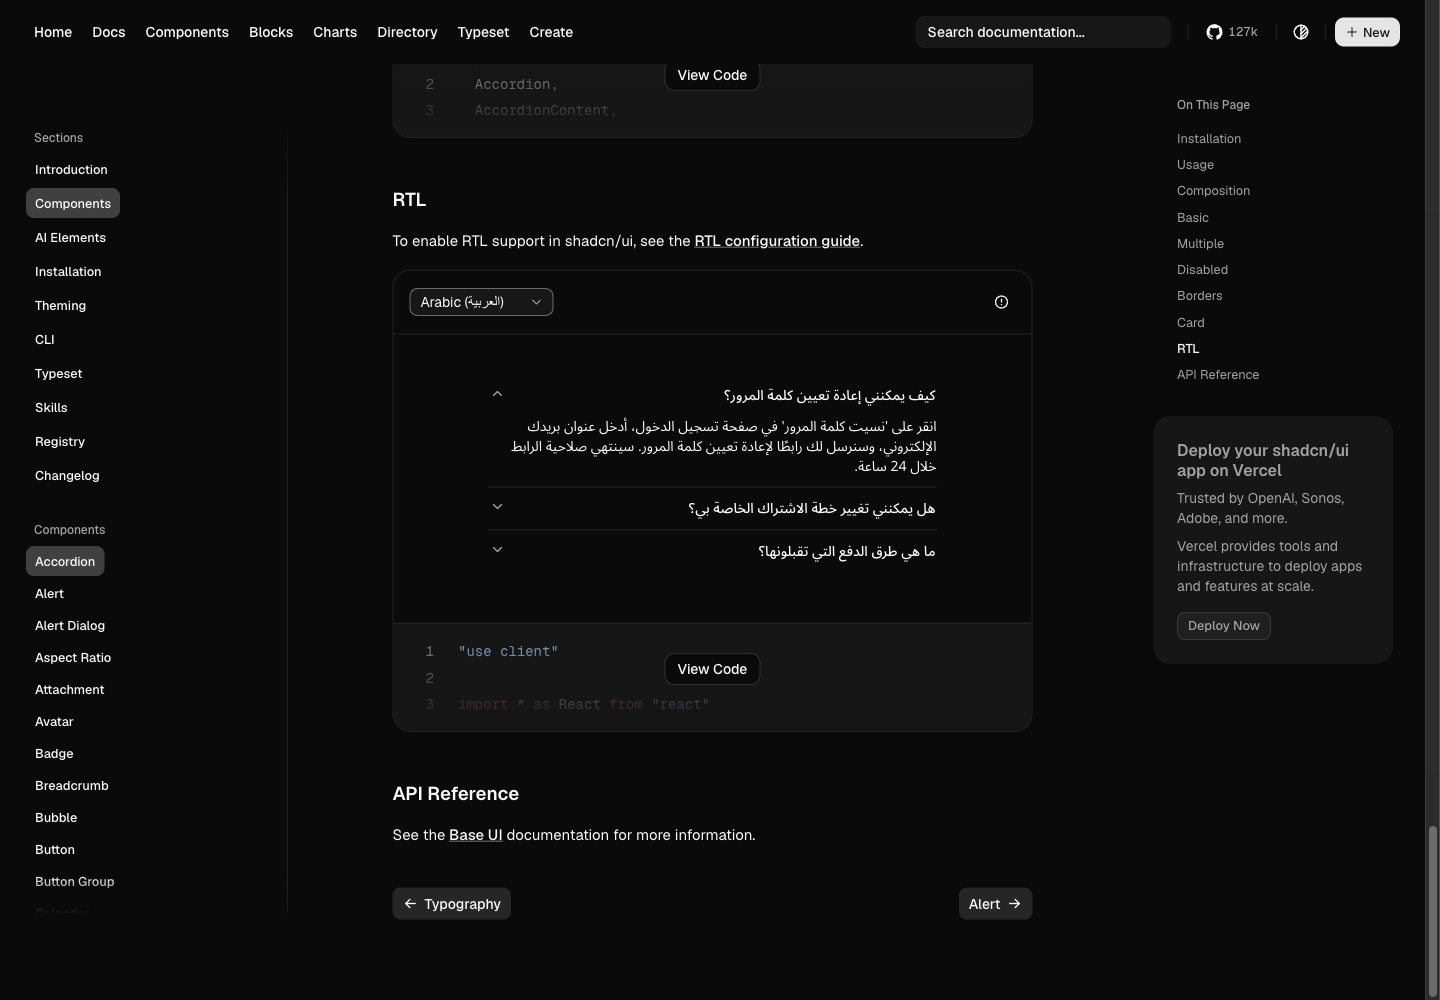 Home
Docs
Components
Blocks
Charts
Directory
Typeset
Create
Search documentation...
127k
New
Sections
Introduction
Components
AI Elements
Installation
Theming
CLI
Typeset
Skills
Registry
Changelog
Components
Accordion
Alert
Alert Dialog
Aspect Ratio
Attachment
Avatar
Badge
Breadcrumb
Bubble
Button
Button Group
Calendar
View Code
2 Accordion,
3 AccordionContent,
RTL
To enable RTL support in shadcn/ui, see the RTL configuration guide.
Arabic (العربية)
كيف يمكنني إعادة تعيين كلمة المرور؟
انقر على 'نسيت كلمة المرور' في صفحة تسجيل الدخول، أدخل عنوان بريدك
الإلكتروني، وسنرسل لك رابطًا لإعادة تعيين كلمة المرور. سينتهي صلاحية الرابط
خلال 24 ساعة.
هل يمكنني تغيير خطة الاشتراك الخاصة بي؟
ما هي طرق الدفع التي تقبلونها؟
1 "use client"
2
3 import * as React from "react"
View Code
API Reference
See the Base UI documentation for more information.
Typography
Alert
On This Page
Installation
Usage
Composition
Basic
Multiple
Disabled
Borders
Card
RTL
API Reference
Deploy your shadcn/ui
app on Vercel
Trusted by OpenAI, Sonos,
Adobe, and more.
Vercel provides tools and
infrastructure to deploy apps
and features at scale.
Deploy Now